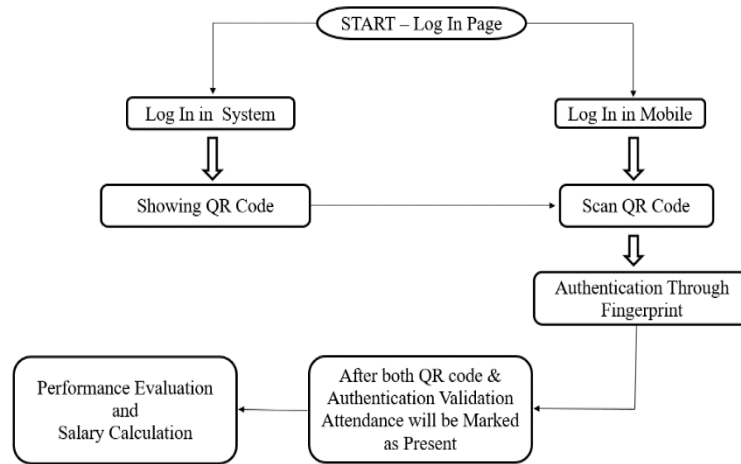 START – Log In Page
Log In in System
Log In in Mobile
Showing QR Code
Scan QR Code
Authentication Through
Fingerprint
Performance Evaluation
and
Salary Calculation
After both QR code &
Authentication Validation
Attendance will be Marked
as Present